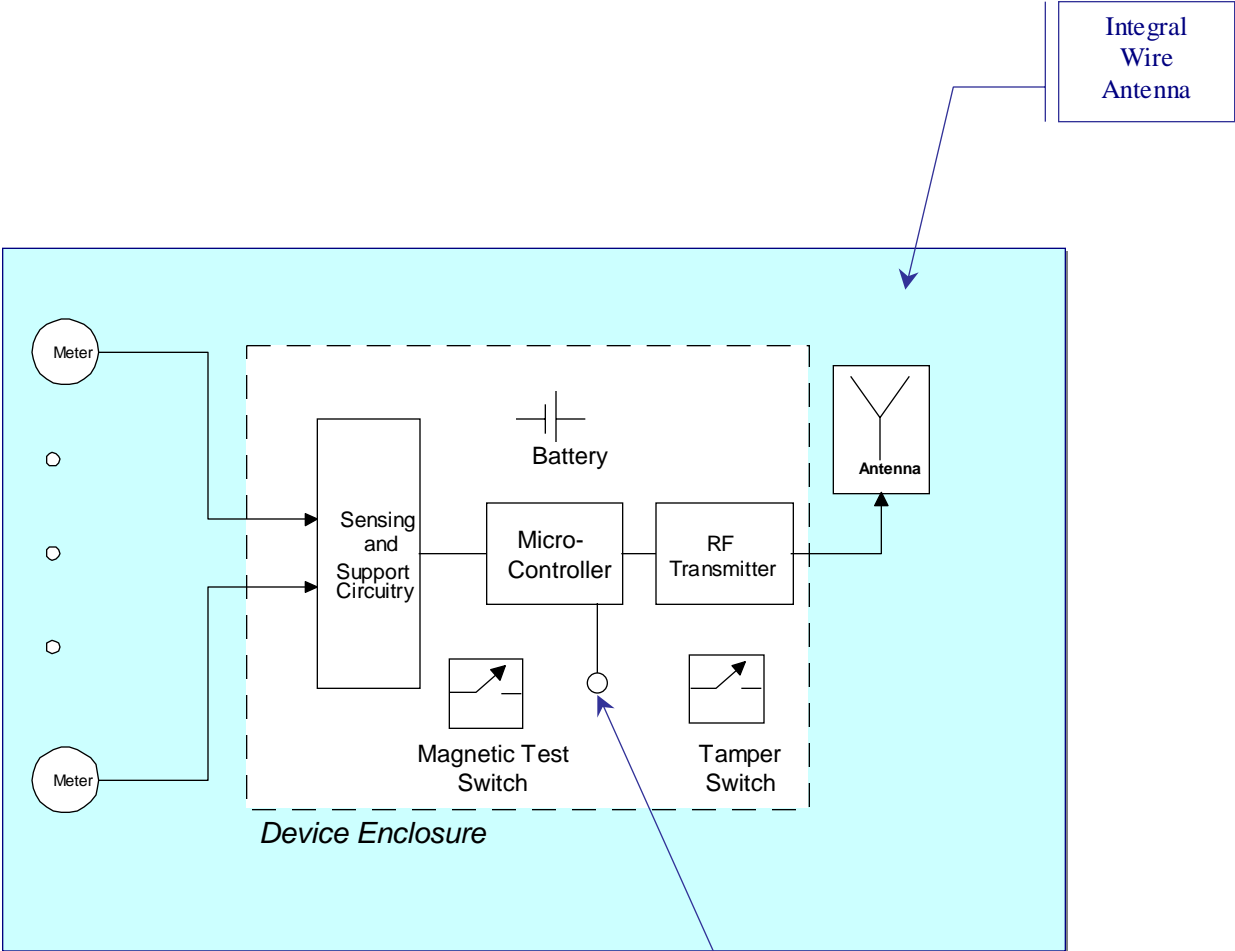 Integral
Wire
Antenna
Meter
Battery
Antenna
Sensing
and
Support
Circuitry
Micro-
Controller
RF
Transmitter
Magnetic Test
Switch
Tamper
Switch
Meter
Device Enclosure